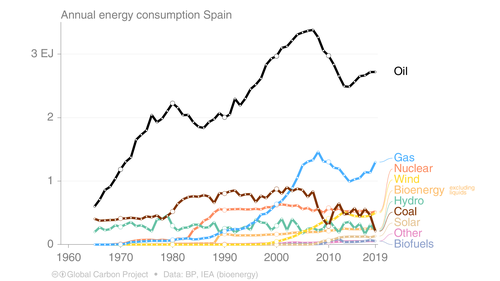 Annual energy consumption Spain
3 EJ
2
1
0
1960 1970 1980 1990 2000 2010 2019
Oil
Gas
Nuclear
Wind
Bioenergy excluding liquids
Hydro
Coal
Solar
Other
Biofuels
Global Carbon Project • Data: BP, IEA (bioenergy)